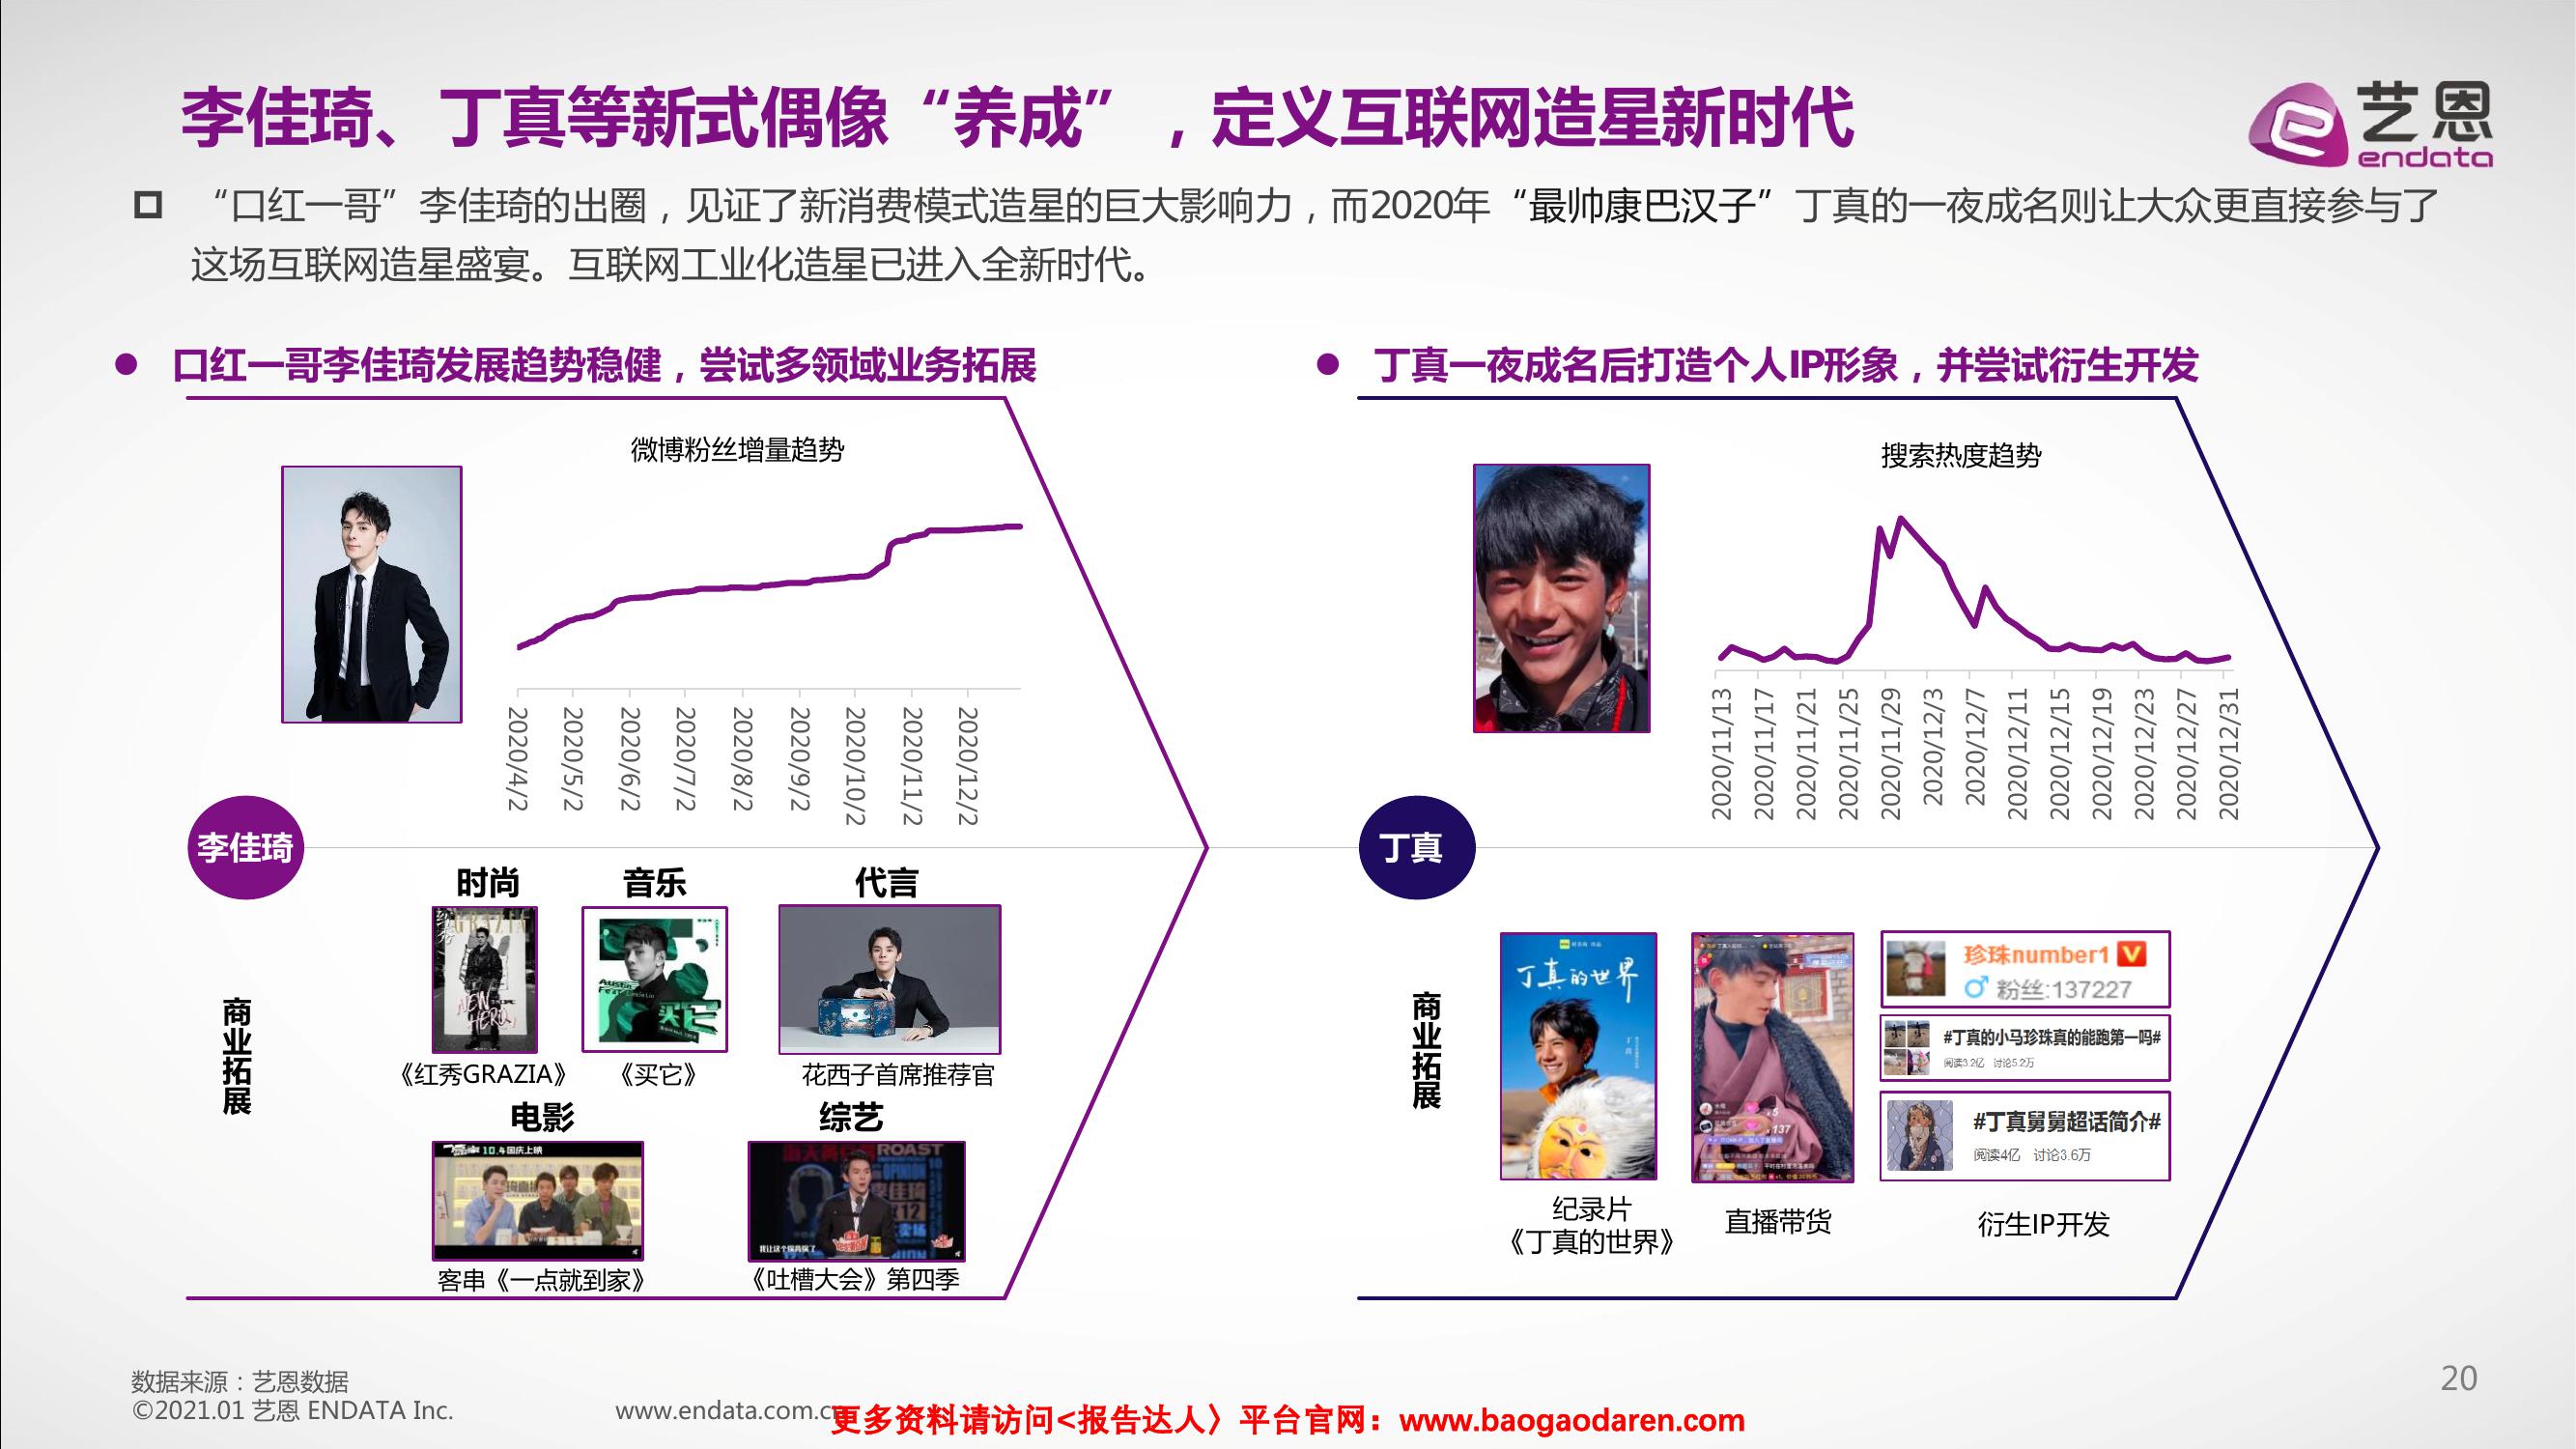 李佳琦、丁真等新式偶像“养成”，定义互联网造星新时代
艺恩
endata
“口红一哥”李佳琦的出圈，见证了新消费模式造星的巨大影响力，而2020年“最帅康巴汉子”丁真的一夜成名则让大众更直接参与了
这场互联网造星盛宴。互联网工业化造星已进入全新时代。
口红一哥李佳琦发展趋势稳健，尝试多领域业务拓展
微博粉丝增量趋势
2020/4/2
2020/5/2
2020/6/2
2020/7/2
2020/8/2
2020/9/2
2020/10/2
2020/11/2
2020/12/2
李佳琦
商业拓展
时尚
音乐
代言
GRAZIA
NEW
HERO
Austin
买它
《红秀GRAZIA》
《买它》
花西子首席推荐官
电影
综艺
10.4国庆上映
ROAST
李佳琦
客串《一点就到家》
《吐槽大会》第四季
丁真一夜成名后打造个人IP形象，并尝试衍生开发
搜索热度趋势
2020/11/13
2020/11/17
2020/11/21
2020/11/25
2020/11/29
2020/12/3
2020/12/7
2020/12/11
2020/12/15
2020/12/19
2020/12/23
2020/12/27
2020/12/31
丁真
商业拓展
丁真的世界
137
珍珠number1 V
粉丝:137227
#丁真的小马珍珠真的能跑第一吗#
阅读3.2亿 讨论5.2万
#丁真舅舅超话简介#
阅读4亿 讨论3.6万
纪录片
《丁真的世界》
直播带货
衍生IP开发
数据来源：艺恩数据
©2021.01 艺恩 ENDATA Inc.
www.endata.com.cn
更多资料请访问<报告达人〉平台官网：www.baogaodaren.com
20